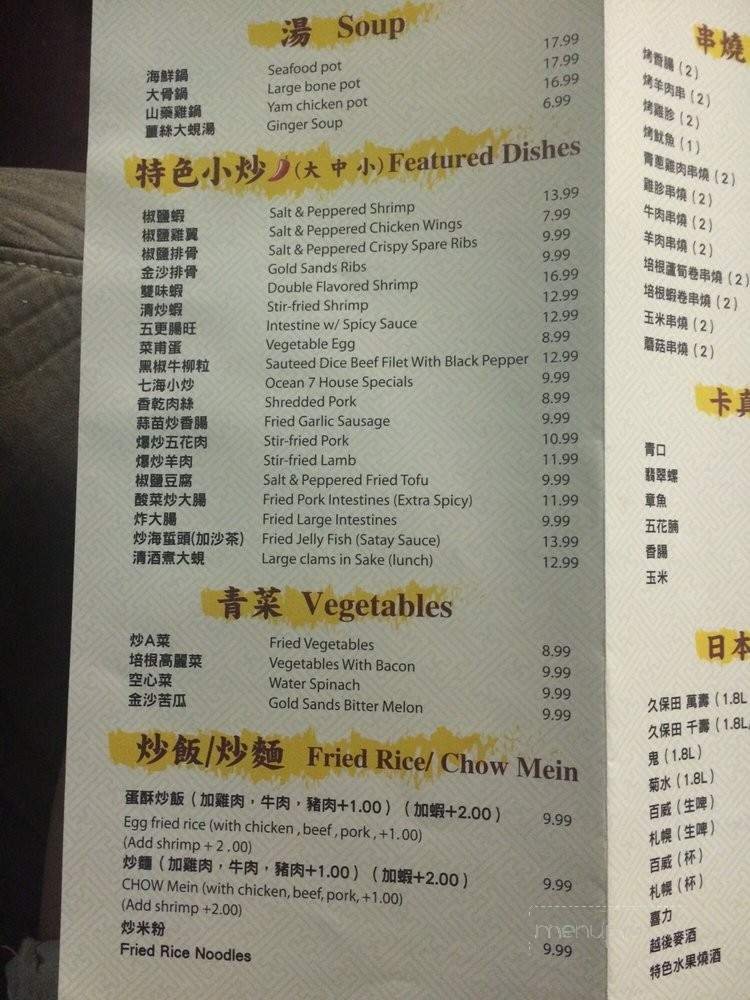 湯 Soup
海鮮鍋 Seafood pot 17.99
大骨鍋 Large bone pot 17.99
山藥雞鍋 Yam chicken pot 16.99
薑絲大蜆湯 Ginger Soup 6.99
特色小炒 (大 中 小) Featured Dishes
椒鹽蝦 Salt & Peppered Shrimp 13.99
椒鹽雞翼 Salt & Peppered Chicken Wings 7.99
椒鹽排骨 Salt & Peppered Crispy Spare Ribs 9.99
金沙排骨 Gold Sands Ribs 9.99
雙味蝦 Double Flavored Shrimp 16.99
清炒蝦 Stir-fried Shrimp 12.99
五更腸旺 Intestine w/ Spicy Sauce 12.99
菜甫蛋 Vegetable Egg 8.99
黑椒牛柳粒 Sauteed Dice Beef Filet With Black Pepper 12.99
七海小炒 Ocean 7 House Specials 9.99
香乾肉絲 Shredded Pork 8.99
蒜苗炒香腸 Fried Garlic Sausage 9.99
爆炒五花肉 Stir-fried Pork 10.99
爆炒羊肉 Stir-fried Lamb 11.99
椒鹽豆腐 Salt & Peppered Fried Tofu 9.99
酸菜炒大腸 Fried Pork Intestines (Extra Spicy) 11.99
炸大腸 Fried Large Intestines 9.99
炒海蜇頭(加沙茶) Fried Jelly Fish (Satay Sauce) 13.99
清酒煮大蜆 Large clams in Sake (lunch) 12.99
青菜 Vegetables
炒A菜 Fried Vegetables 8.99
培根高麗菜 Vegetables With Bacon 9.99
空心菜 Water Spinach 9.99
金沙苦瓜 Gold Sands Bitter Melon 9.99
炒飯/炒麵 Fried Rice/ Chow Mein
蛋酥炒飯（加雞肉，牛肉，豬肉+1.00）（加蝦+2.00） 9.99
Egg fried rice (with chicken , beef , pork , +1.00)
(Add shrimp + 2 . 00)
炒麵（加雞肉，牛肉，豬肉+1.00）（加蝦+2.00） 9.99
CHOW Mein (with chicken, beef, pork, +1.00)
(Add shrimp +2.00)
炒米粉
Fried Rice Noodles 9.99
串燒
烤香腸 (2)
烤羊肉串 (2)
烤雞胗 (2)
烤魷魚 (1)
青蔥雞肉串燒 (2)
雞胗串燒 (2)
牛肉串燒 (2)
羊肉串燒 (2)
培根蘆筍卷串燒 (2)
培根蝦卷串燒 (2)
玉米串燒 (2)
蘑菇串燒 (2)
卡真
青口
翡翠螺
章魚
五花腩
香腸
玉米
日本
久保田 萬壽 (1.8L
久保田 千壽 (1.8L
鬼 (1.8L)
菊水 (1.8L)
百威 (生啤)
札幌 (生啤)
百威 (杯)
札幌 (杯)
喜力
越後麥酒
特色水果燒酒